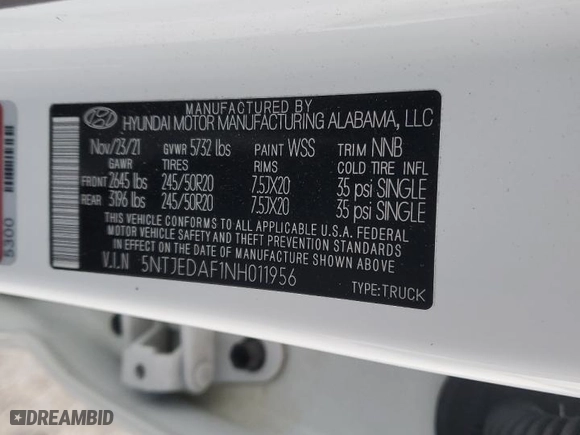 MANUFACTURED BY
HYUNDAI MOTOR MANUFACTURING ALABAMA, LLC
Nov/23/21 GVWR 5732 lbs PAINT WSS TRIM NNB
GAWR TIRES RIMS COLD TIRE INFL
FRONT 2645 lbs 245/50R20 7.5JX20 35 psi SINGLE
REAR 3196 lbs 245/50R20 7.5JX20 35 psi SINGLE
THIS VEHICLE CONFORMS TO ALL APPLICABLE U.S.A. FEDERAL
MOTOR VEHICLE SAFETY AND THEFT PREVENTION STANDARDS
IN EFFECT ON THE DATE OF MANUFACTURE SHOWN ABOVE.
V.I.N 5NTJEDAF1NH011956
TYPE:TRUCK
5300
DREAMBID